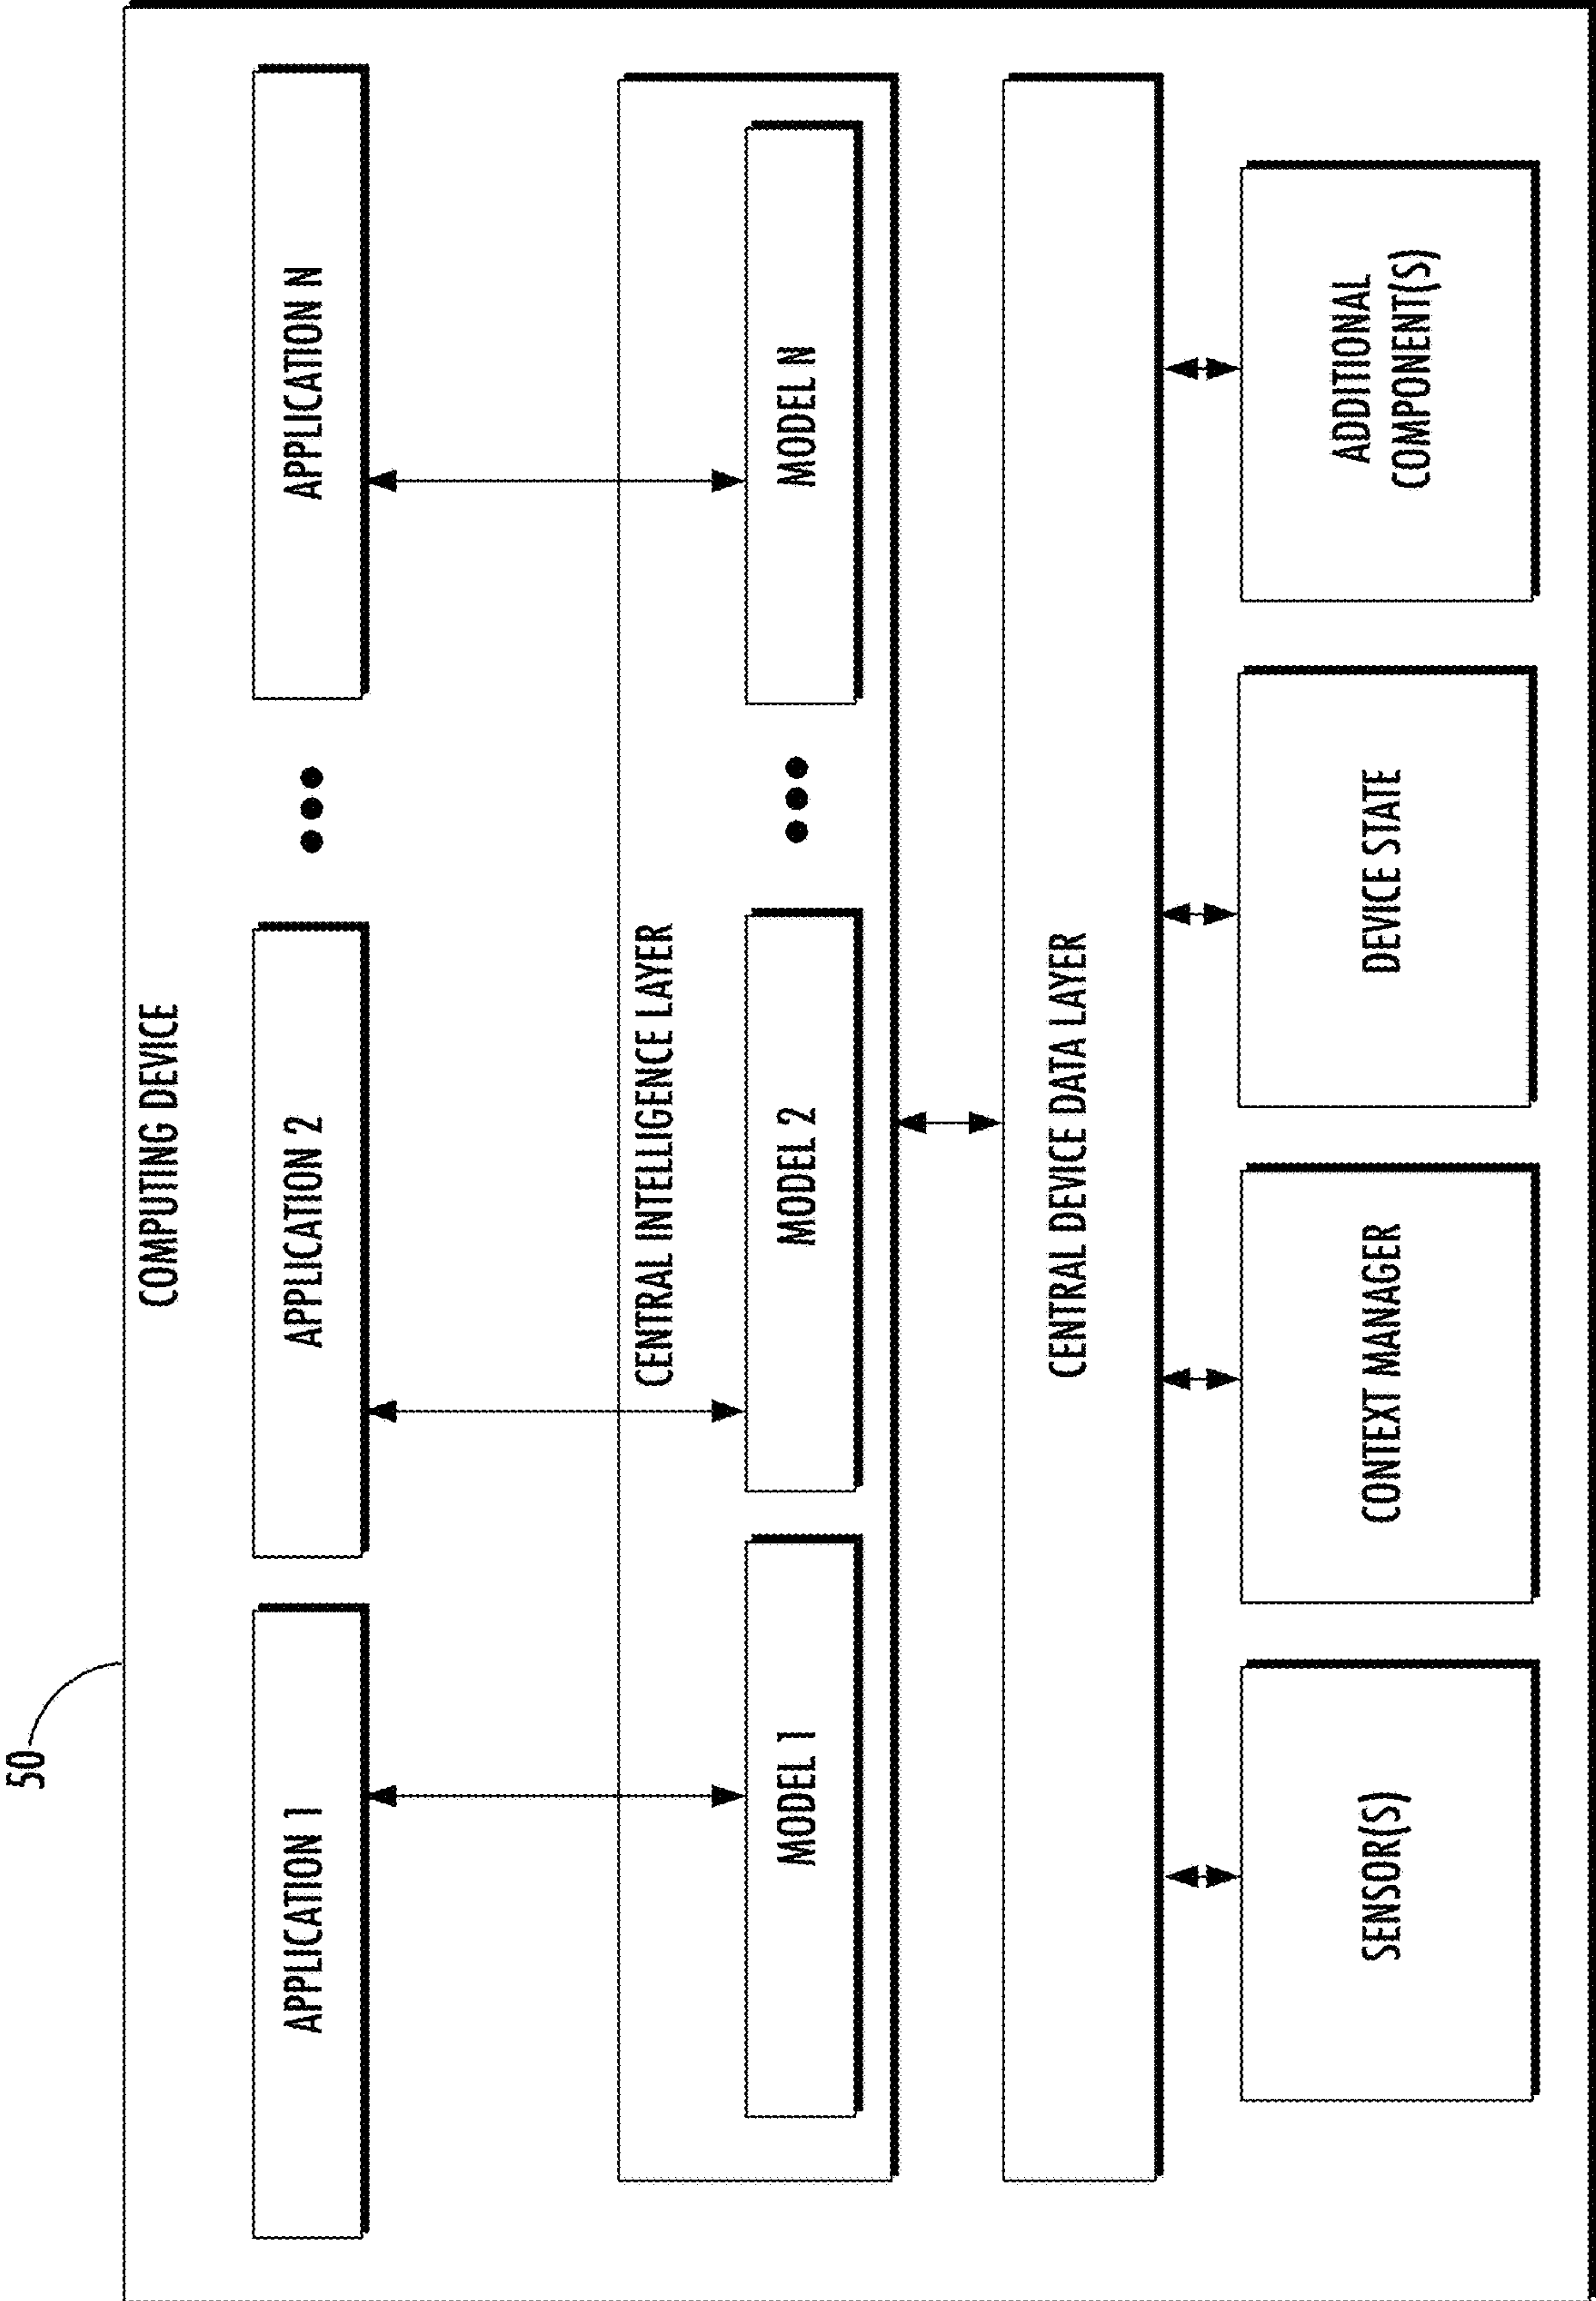 50
COMPUTING DEVICE
APPLICATION 1
APPLICATION 2
APPLICATION N
CENTRAL INTELLIGENCE LAYER
MODEL 1
MODEL 2
MODEL N
CENTRAL DEVICE DATA LAYER
SENSOR(S)
CONTEXT MANAGER
DEVICE STATE
ADDITIONAL
COMPONENT(S)